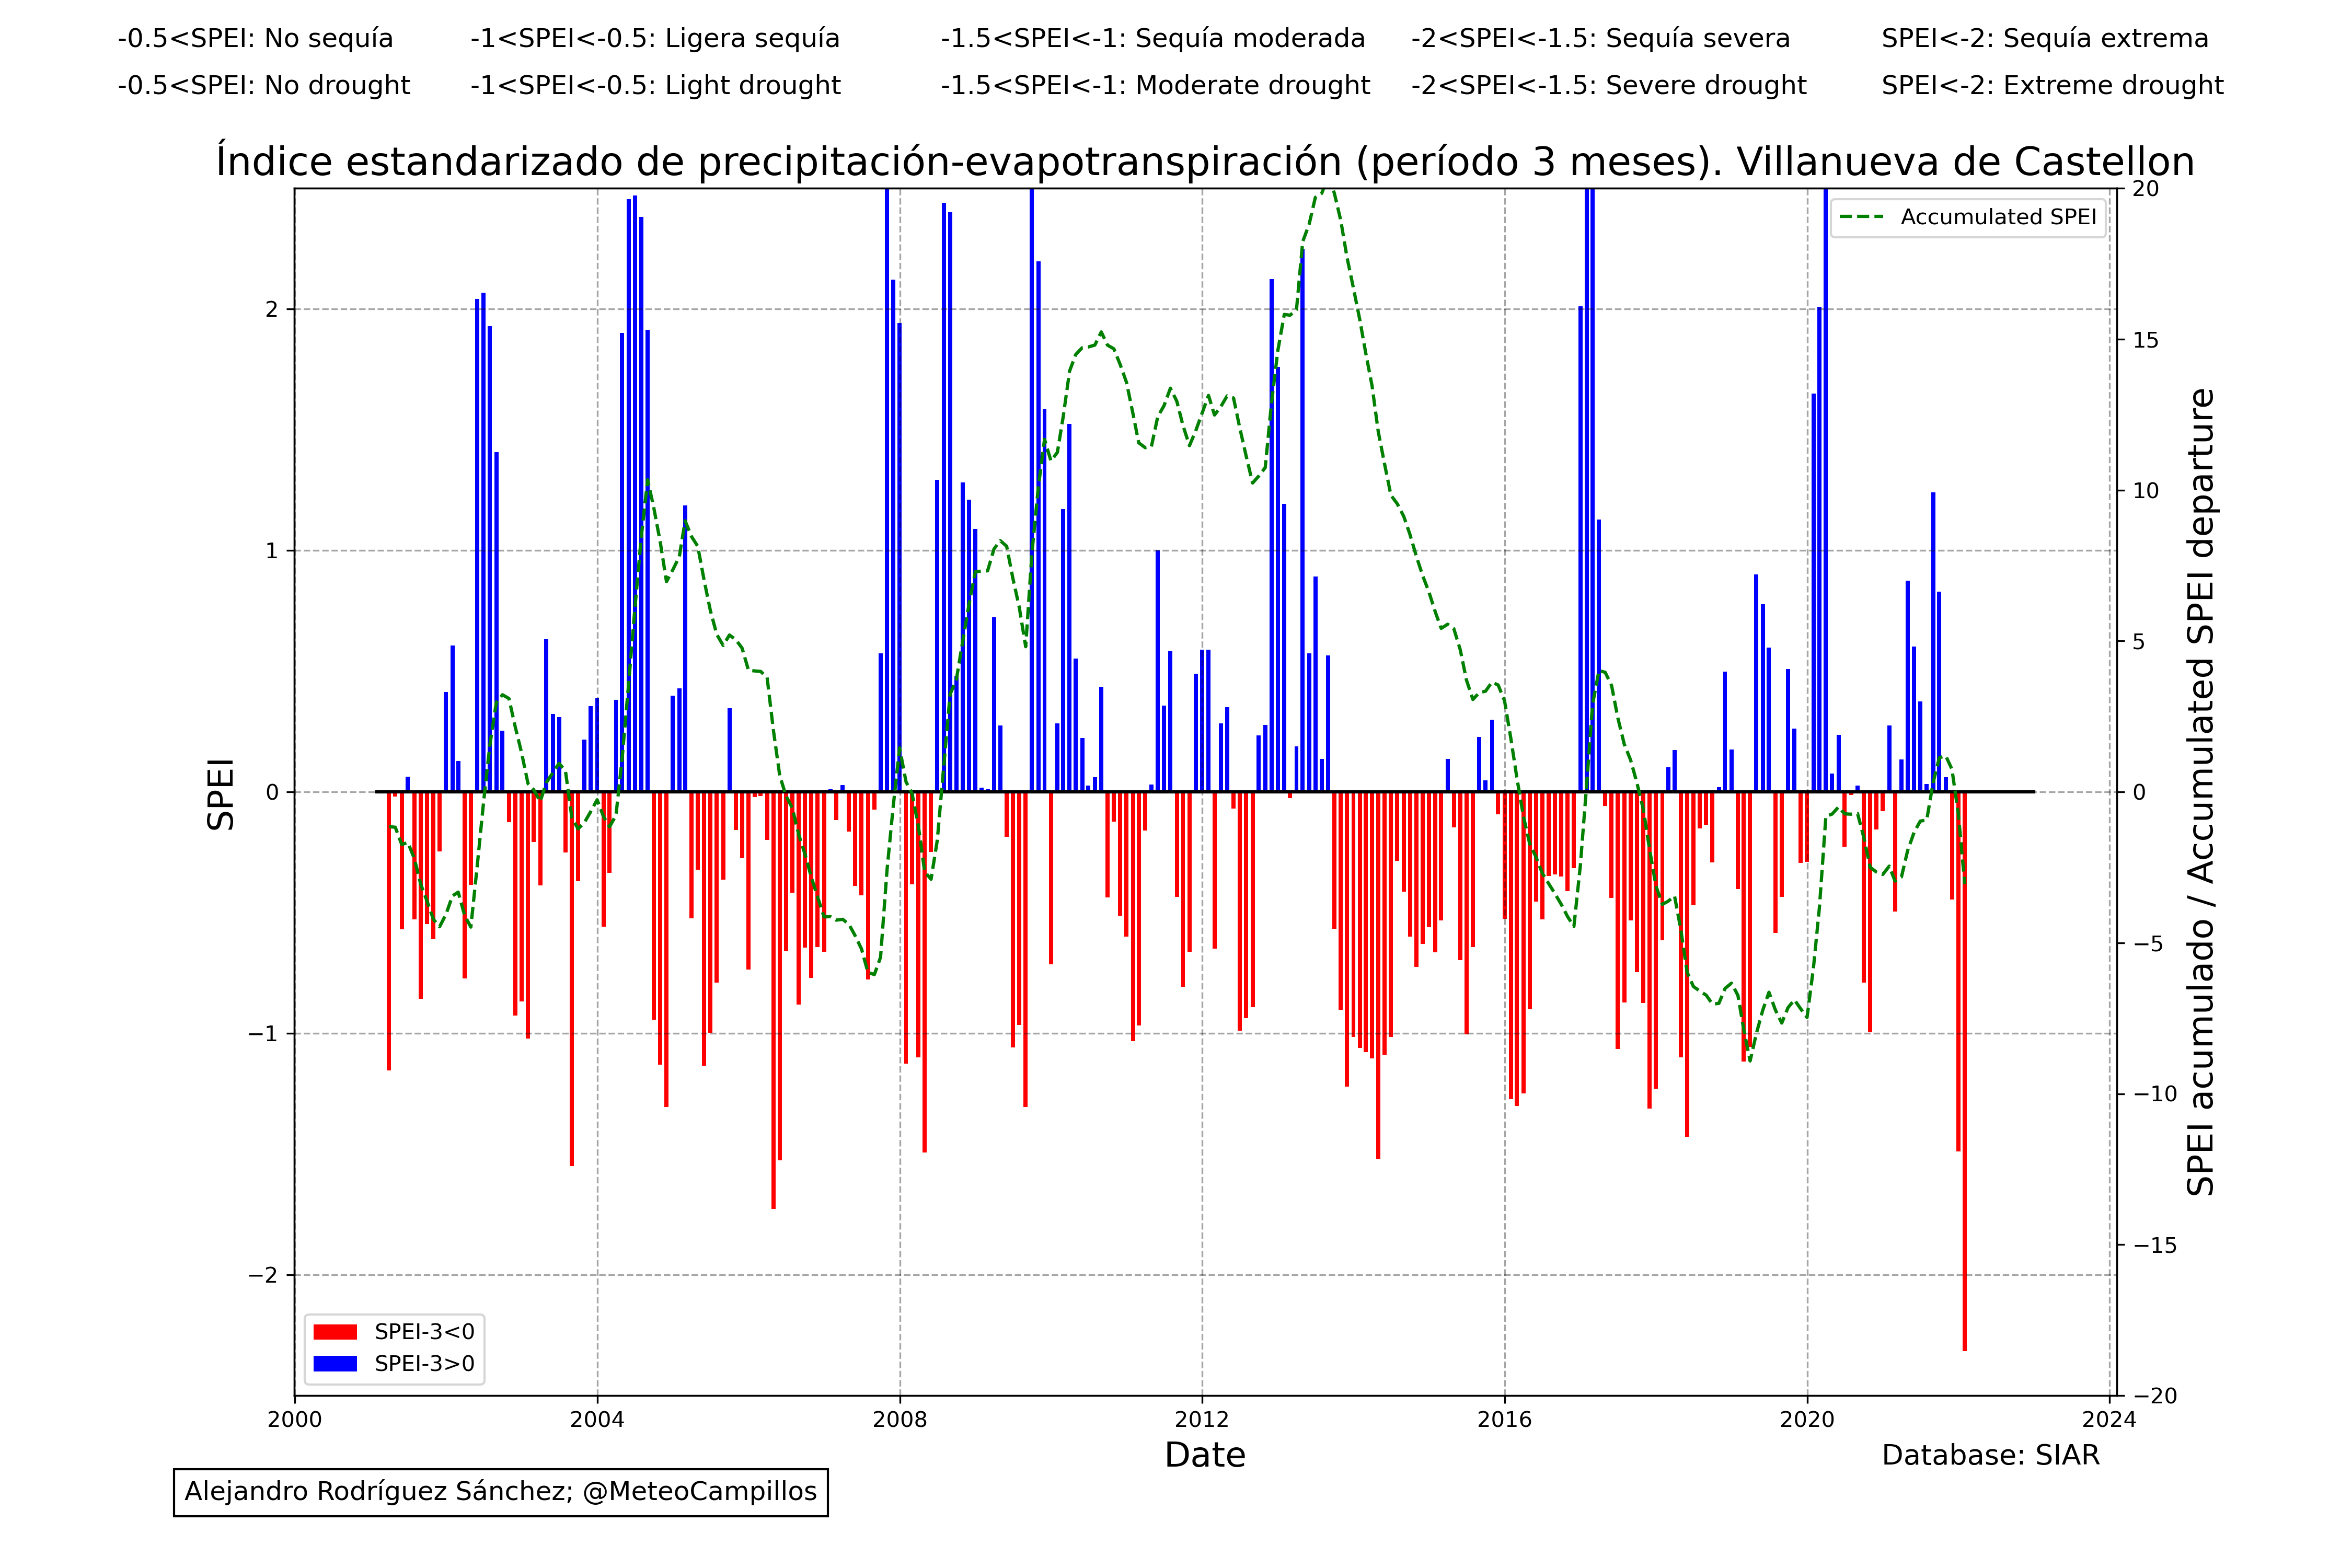 -0.5<SPEI: No sequía -1<SPEI<-0.5: Ligera sequía -1.5<SPEI<-1: Sequía moderada -2<SPEI<-1.5: Sequía severa SPEI<-2: Sequía extrema
-0.5<SPEI: No drought -1<SPEI<-0.5: Light drought -1.5<SPEI<-1: Moderate drought -2<SPEI<-1.5: Severe drought SPEI<-2: Extreme drought
Índice estandarizado de precipitación-evapotranspiración (período 3 meses). Villanueva de Castellon
Accumulated SPEI
SPEI
2
1
0
−1
−2
20
15
10
5
0
−5
−10
−15
−20
SPEI acumulado / Accumulated SPEI departure
SPEI-3<0
SPEI-3>0
2000 2004 2008 2012 2016 2020 2024
Date
Database: SIAR
Alejandro Rodríguez Sánchez; @MeteoCampillos